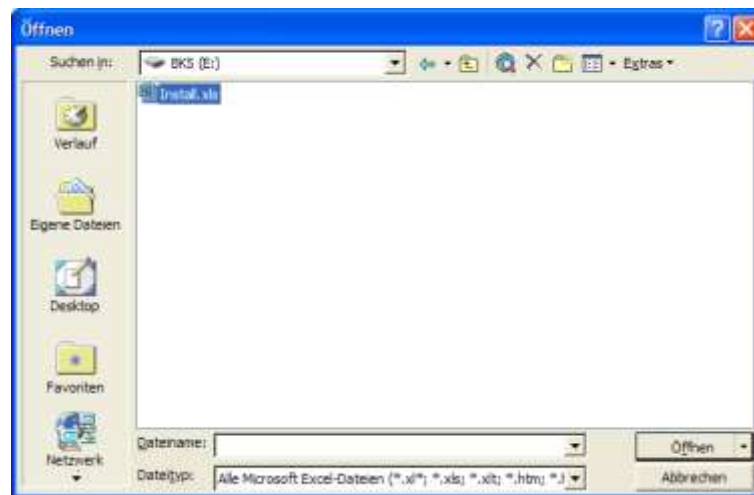 Öffnen
Suchen in:
BKS (E:)
Extras
Install.xls
Verlauf
Eigene Dateien
Desktop
Favoriten
Netzwerk
Dateiname:
Öffnen
Dateityp:
Alle Microsoft Excel-Dateien (*.xl*; *.xls; *.xlt; *.htm; *.
Abbrechen